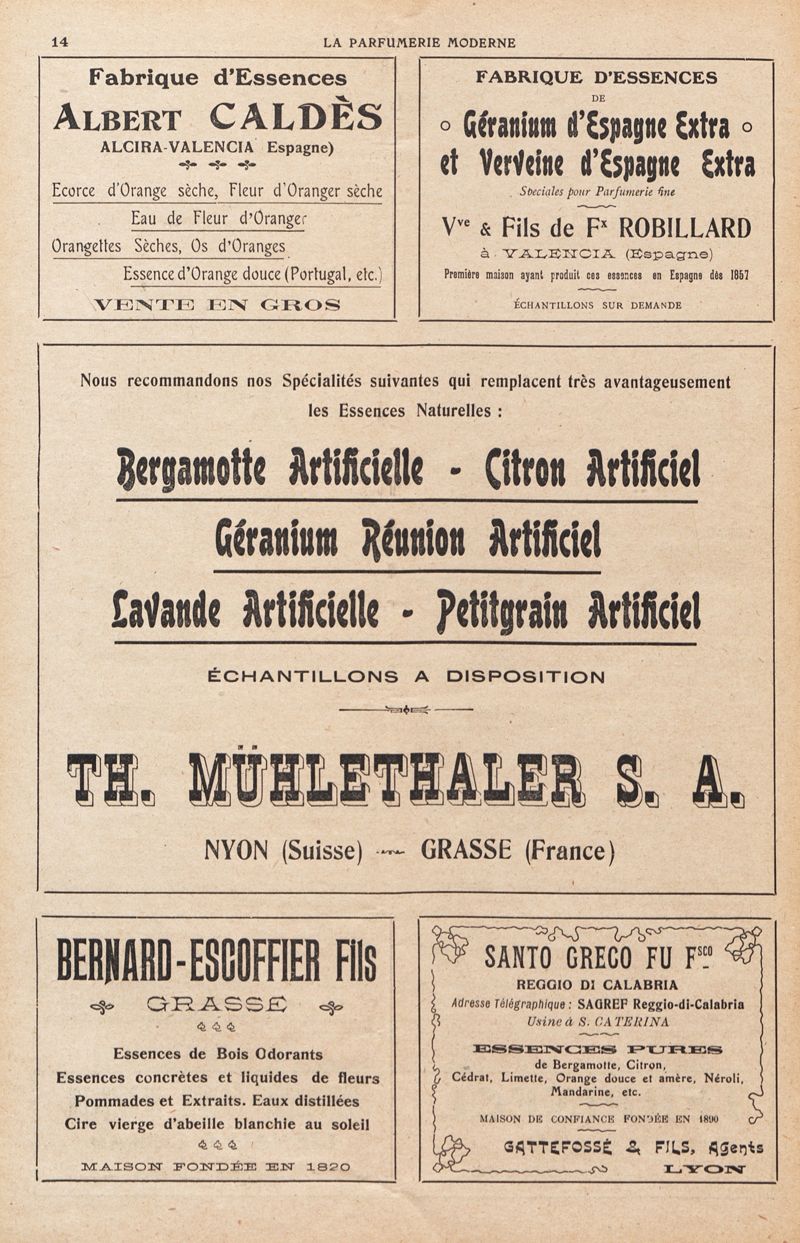 14
LA PARFUMERIE MODERNE
Fabrique d'Essences
ALBERT CALDÈS
ALCIRA-VALENCIA Espagne)
Ecorce d'Orange sèche, Fleur d'Oranger sèche
Eau de Fleur d'Oranger
Orangettes Sèches, Os d'Oranges
Essence d'Orange douce (Portugal, etc.)
VENTE EN GROS
FABRIQUE D'ESSENCES
DE
Géranium d'Espagne Extra
et VerVeine d'Espagne Extra
Spéciales pour Parfumerie fine
Vve & Fils de Fx ROBILLARD
à VALENCIA (Espagne)
Première maison ayant produit ces essences en Espagne dès 1857
ÉCHANTILLONS SUR DEMANDE
Nous recommandons nos Spécialités suivantes qui remplacent très avantageusement
les Essences Naturelles :
Bergamotte Artificielle - Citron Artificiel
Géranium Réunion Artificiel
LaVande Artificielle - Petitgrain Artificiel
ÉCHANTILLONS A DISPOSITION
TH. MÜHLETHALER S. A.
NYON (Suisse) — GRASSE (France)
BERNARD-ESCOFFIER Fils
GRASSE
Essences de Bois Odorants
Essences concrètes et liquides de fleurs
Pommades et Extraits. Eaux distillées
Cire vierge d'abeille blanchie au soleil
MAISON FONDÉE EN 1820
SANTO GRECO FU Fsco
REGGIO DI CALABRIA
Adresse Télégraphique : SAGREF Reggio-di-Calabria
Usine à S. CATERINA
ESSENCES PURES
de Bergamotte, Citron,
Cédrat, Limette, Orange douce et amère, Néroli,
Mandarine, etc.
MAISON DE CONFIANCE FONDÉE EN 1890
GATTEFOSSÉ & FILS, Agents
LYON